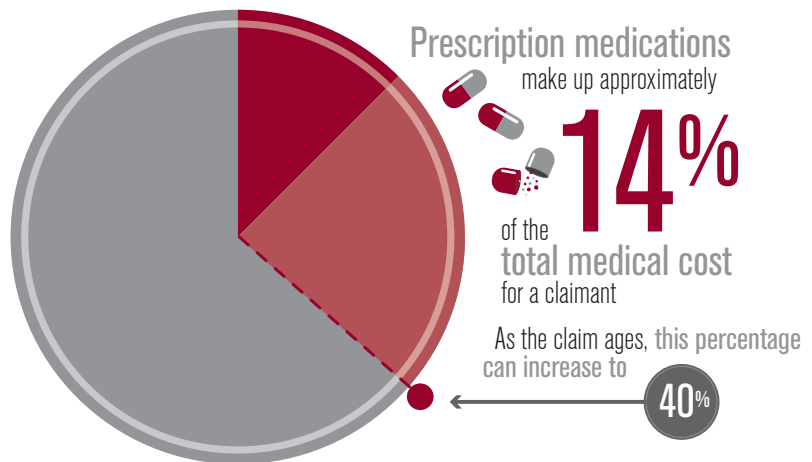 Prescription medications
make up approximately
14%
of the
total medical cost
for a claimant
As the claim ages, this percentage
can increase to
40%